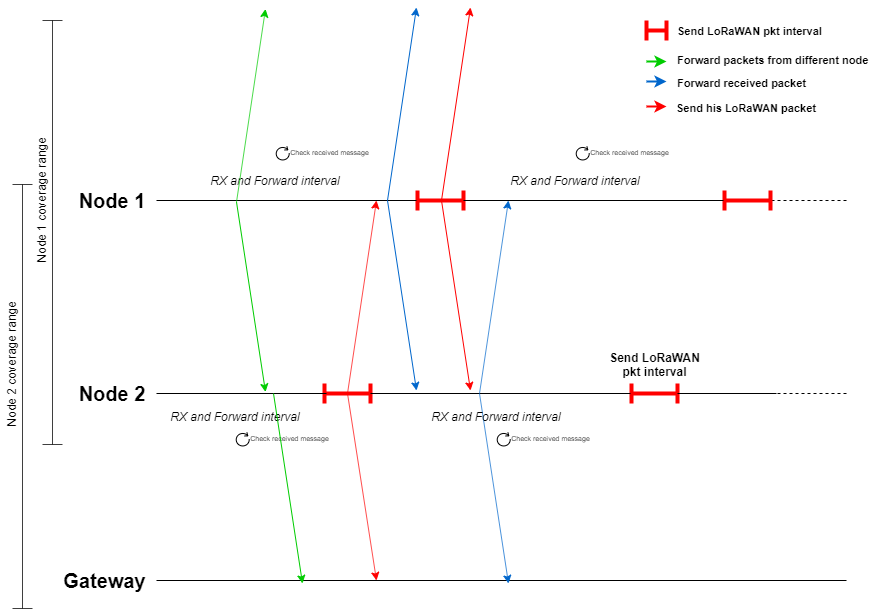 Send LoRaWAN pkt interval
Forward packets from different node
Forward received packet
Send his LoRaWAN packet
Check received message
Check received message
RX and Forward interval
RX and Forward interval
Node 1
Node 1 coverage range
Node 2 coverage range
Send LoRaWAN
pkt interval
Node 2
RX and Forward interval
RX and Forward interval
Check received message
Check received message
Gateway